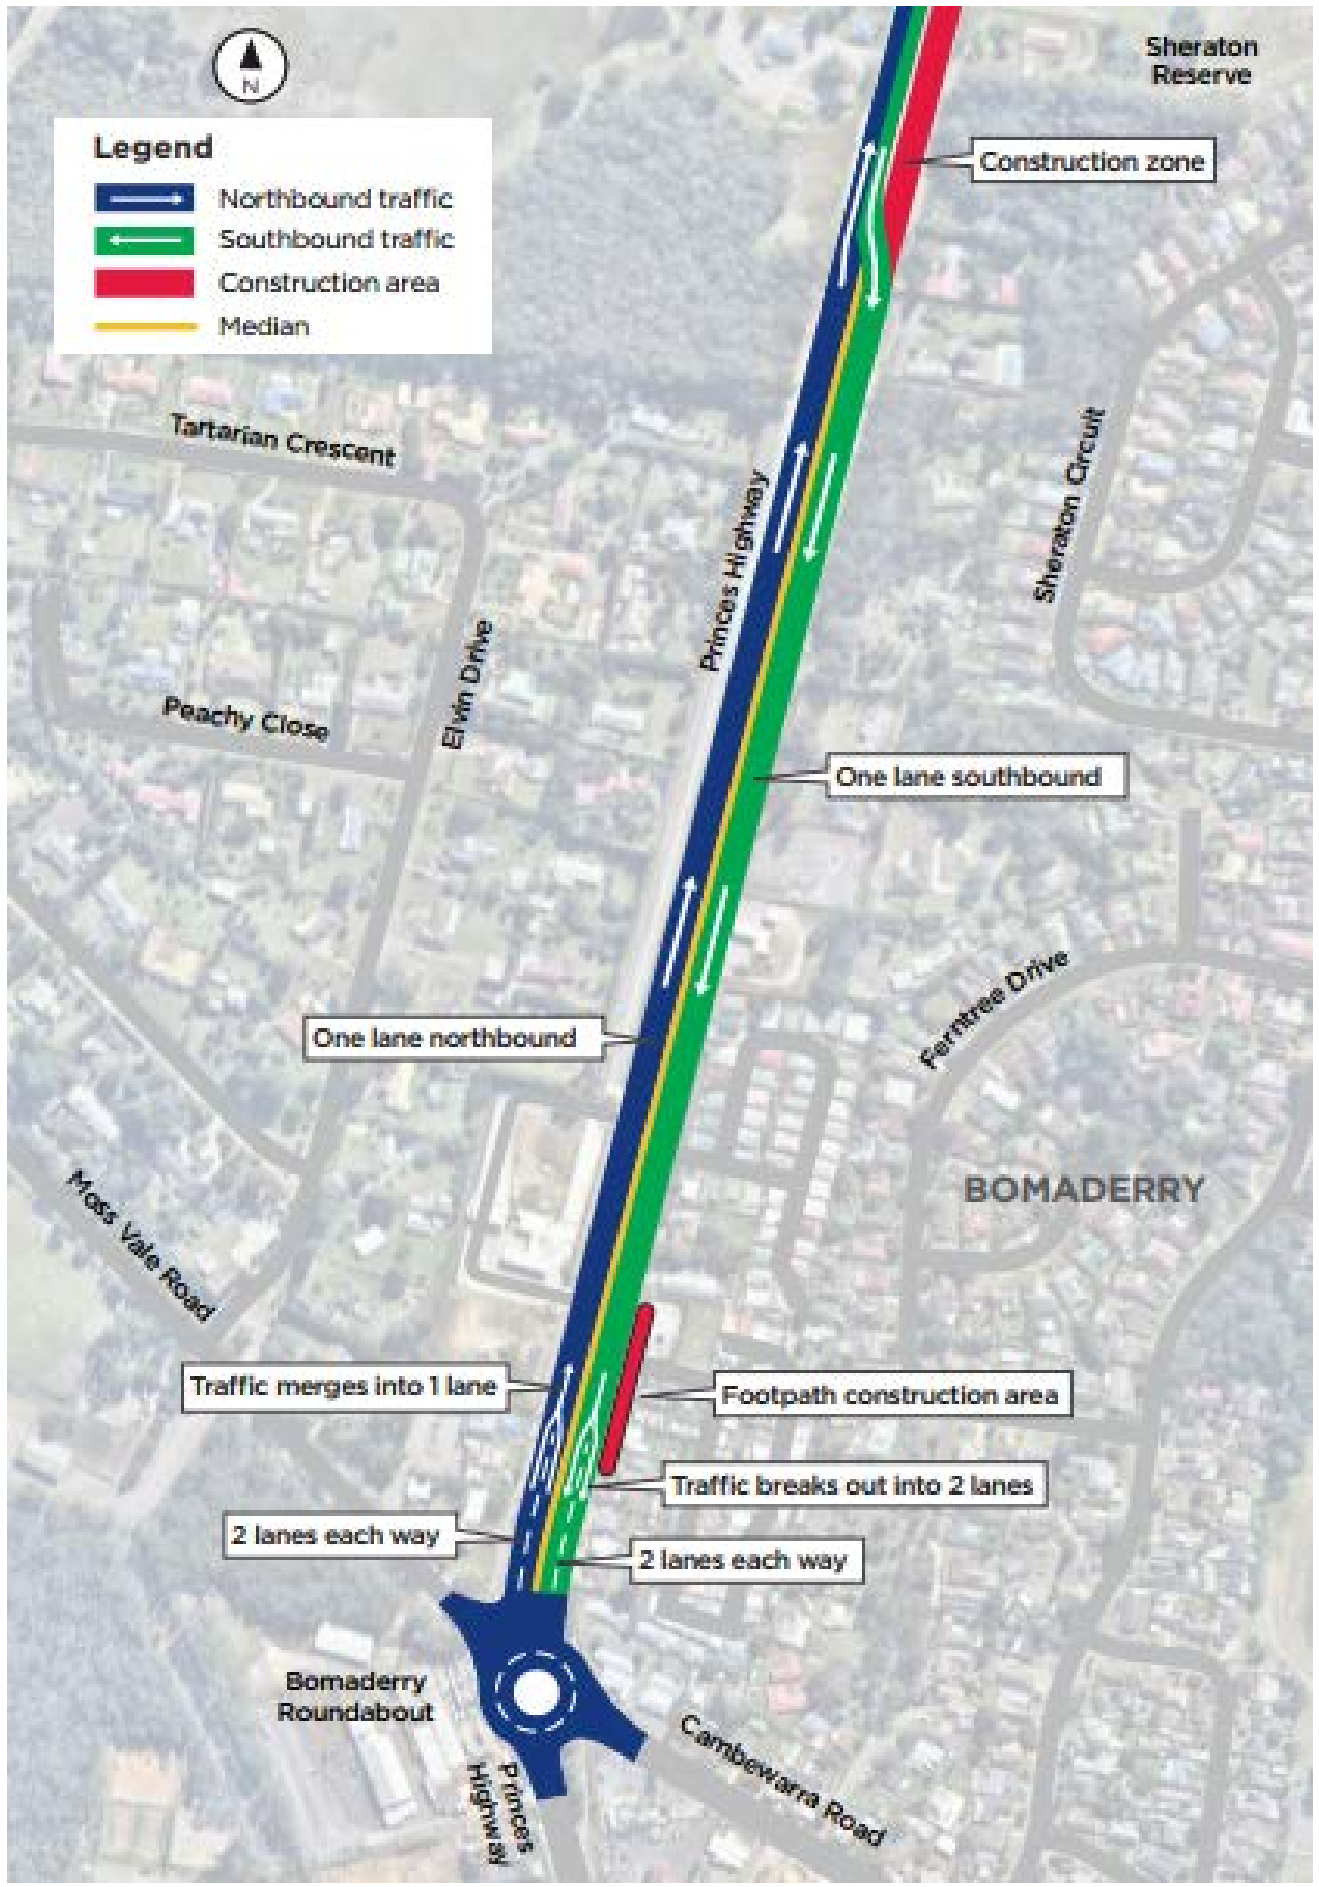 Sheraton
Reserve
N
Legend
Northbound traffic
Southbound traffic
Construction area
Median
Construction zone
Tartarian Crescent
Princes Highway
Sheraton Circuit
Elvin Drive
Peachy Close
One lane southbound
Ferntree Drive
One lane northbound
BOMADERRY
Moss Vale Road
Traffic merges into 1 lane
Footpath construction area
Traffic breaks out into 2 lanes
2 lanes each way
2 lanes each way
Bomaderry
Roundabout
Princes
Highway
Cambewarra Road